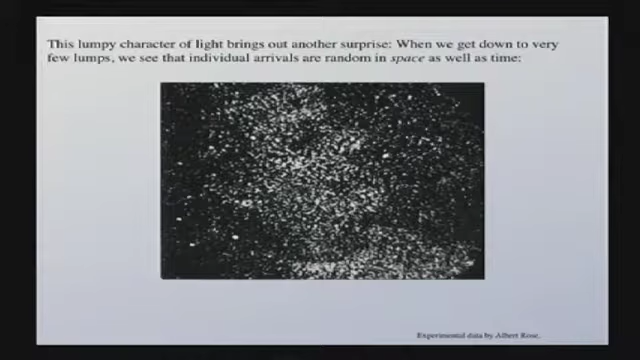 This lumpy character of light brings out another surprise: When we get down to very
few lumps, we see that individual arrivals are random in space as well as time:
Experimental data by Albert Rose.